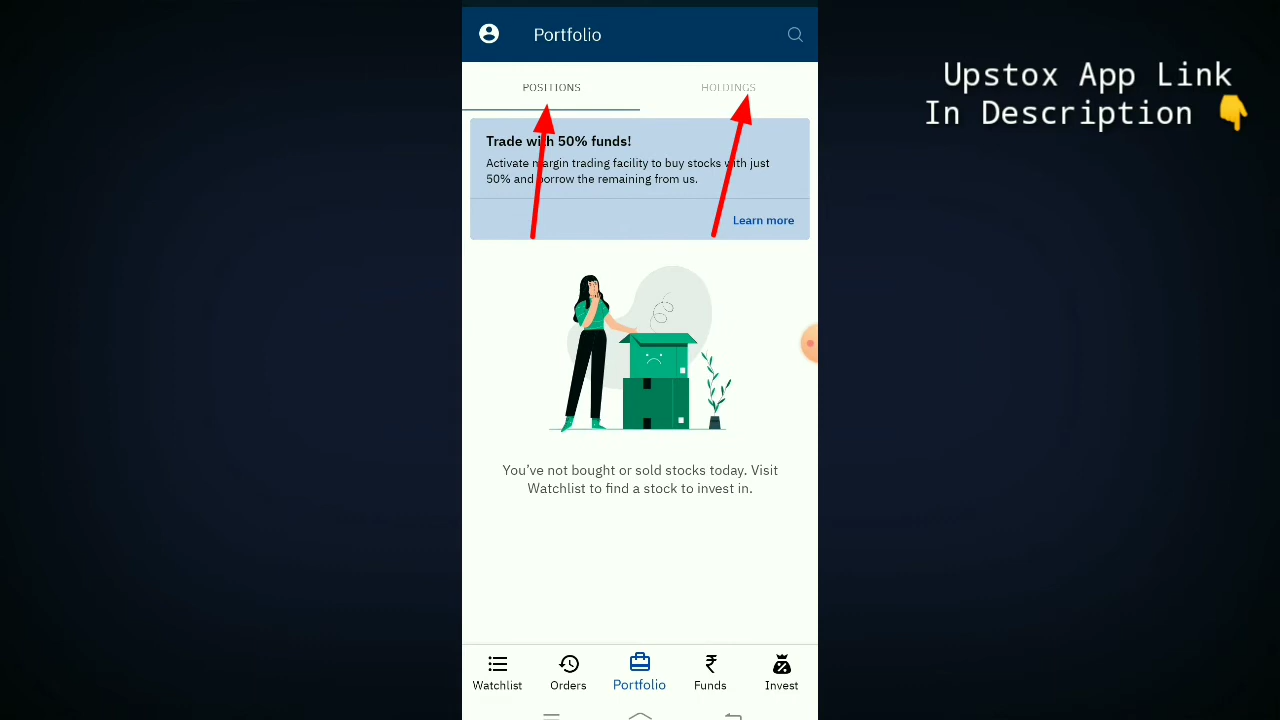 Portfolio
Upstox App Link
In Description 👇
POSITIONS
HOLDINGS
Trade with 50% funds!
Activate margin trading facility to buy stocks with just
50% and borrow the remaining from us.
Learn more
You’ve not bought or sold stocks today. Visit
Watchlist to find a stock to invest in.
Watchlist
Orders
Portfolio
Funds
Invest